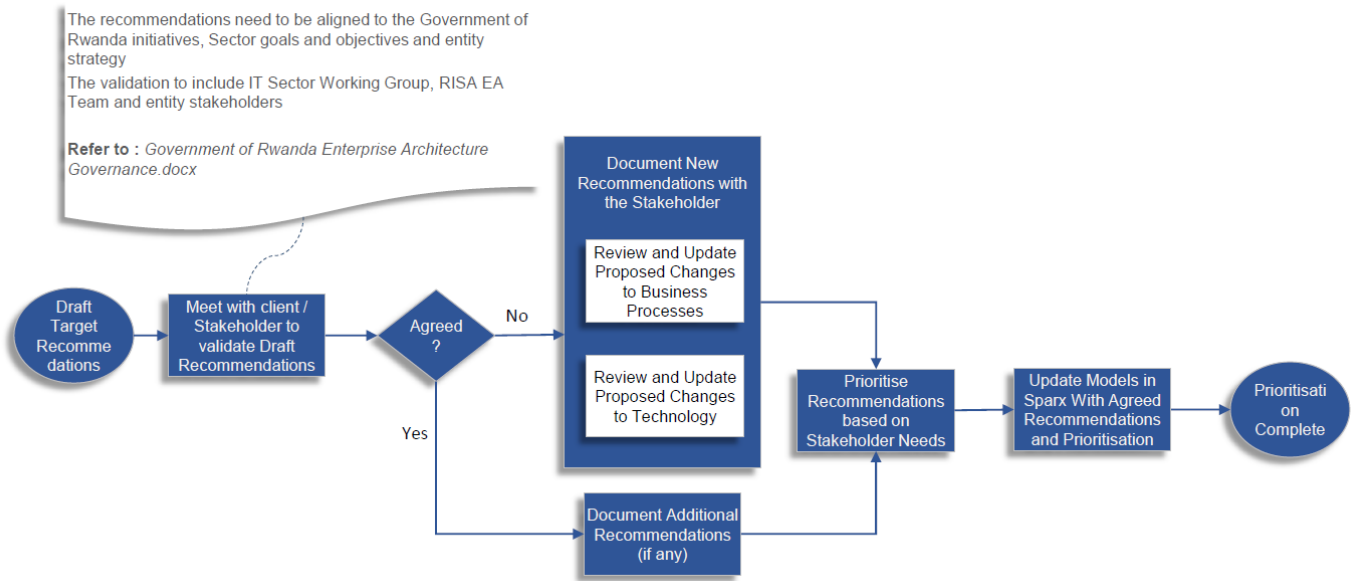 The recommendations need to be aligned to the Government of
Rwanda initiatives, Sector goals and objectives and entity
strategy
The validation to include IT Sector Working Group, RISA EA
Team and entity stakeholders
Refer to : Government of Rwanda Enterprise Architecture
Governance.docx
Draft
Target
Recomme
dations
Meet with client /
Stakeholder to
validate Draft
Recommendations
Agreed
?
No
Yes
Document New
Recommendations with
the Stakeholder
Review and Update
Proposed Changes
to Business
Processes
Review and Update
Proposed Changes
to Technology
Document Additional
Recommendations
(if any)
Prioritise
Recommendations
based on
Stakeholder Needs
Update Models in
Sparx With Agreed
Recommendations
and Prioritisation
Prioritisati
on
Complete